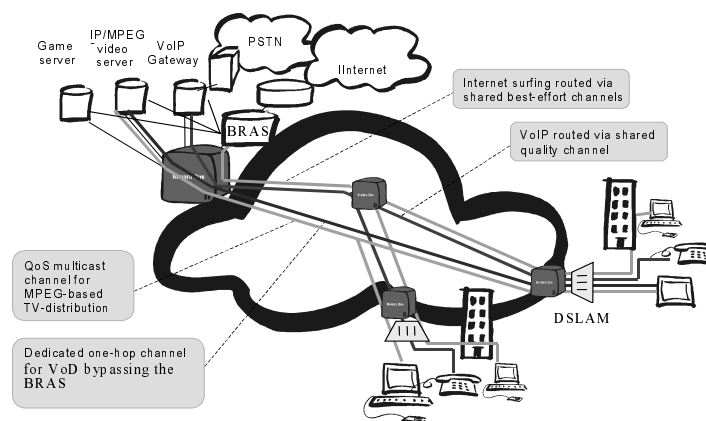 Game
server
IP/MPEG
video
server
VoIP
Gateway
PSTN
IInternet
BRAS
Internet surfing routed via
shared best-effort channels
VoIP routed via shared
quality channel
QoS multicast
channel for
MPEG-based
TV-distribution
Dedicated one-hop channel
for VoD bypassing the
BRAS
DSLAM